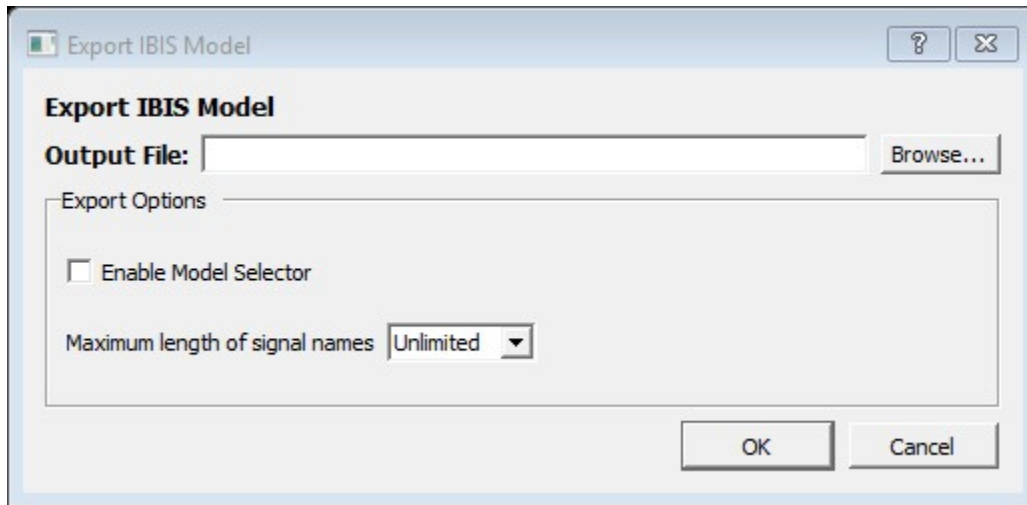 Export IBIS Model
Export IBIS Model
Output File:
Browse...
Export Options
Enable Model Selector
Maximum length of signal names Unlimited
OK Cancel